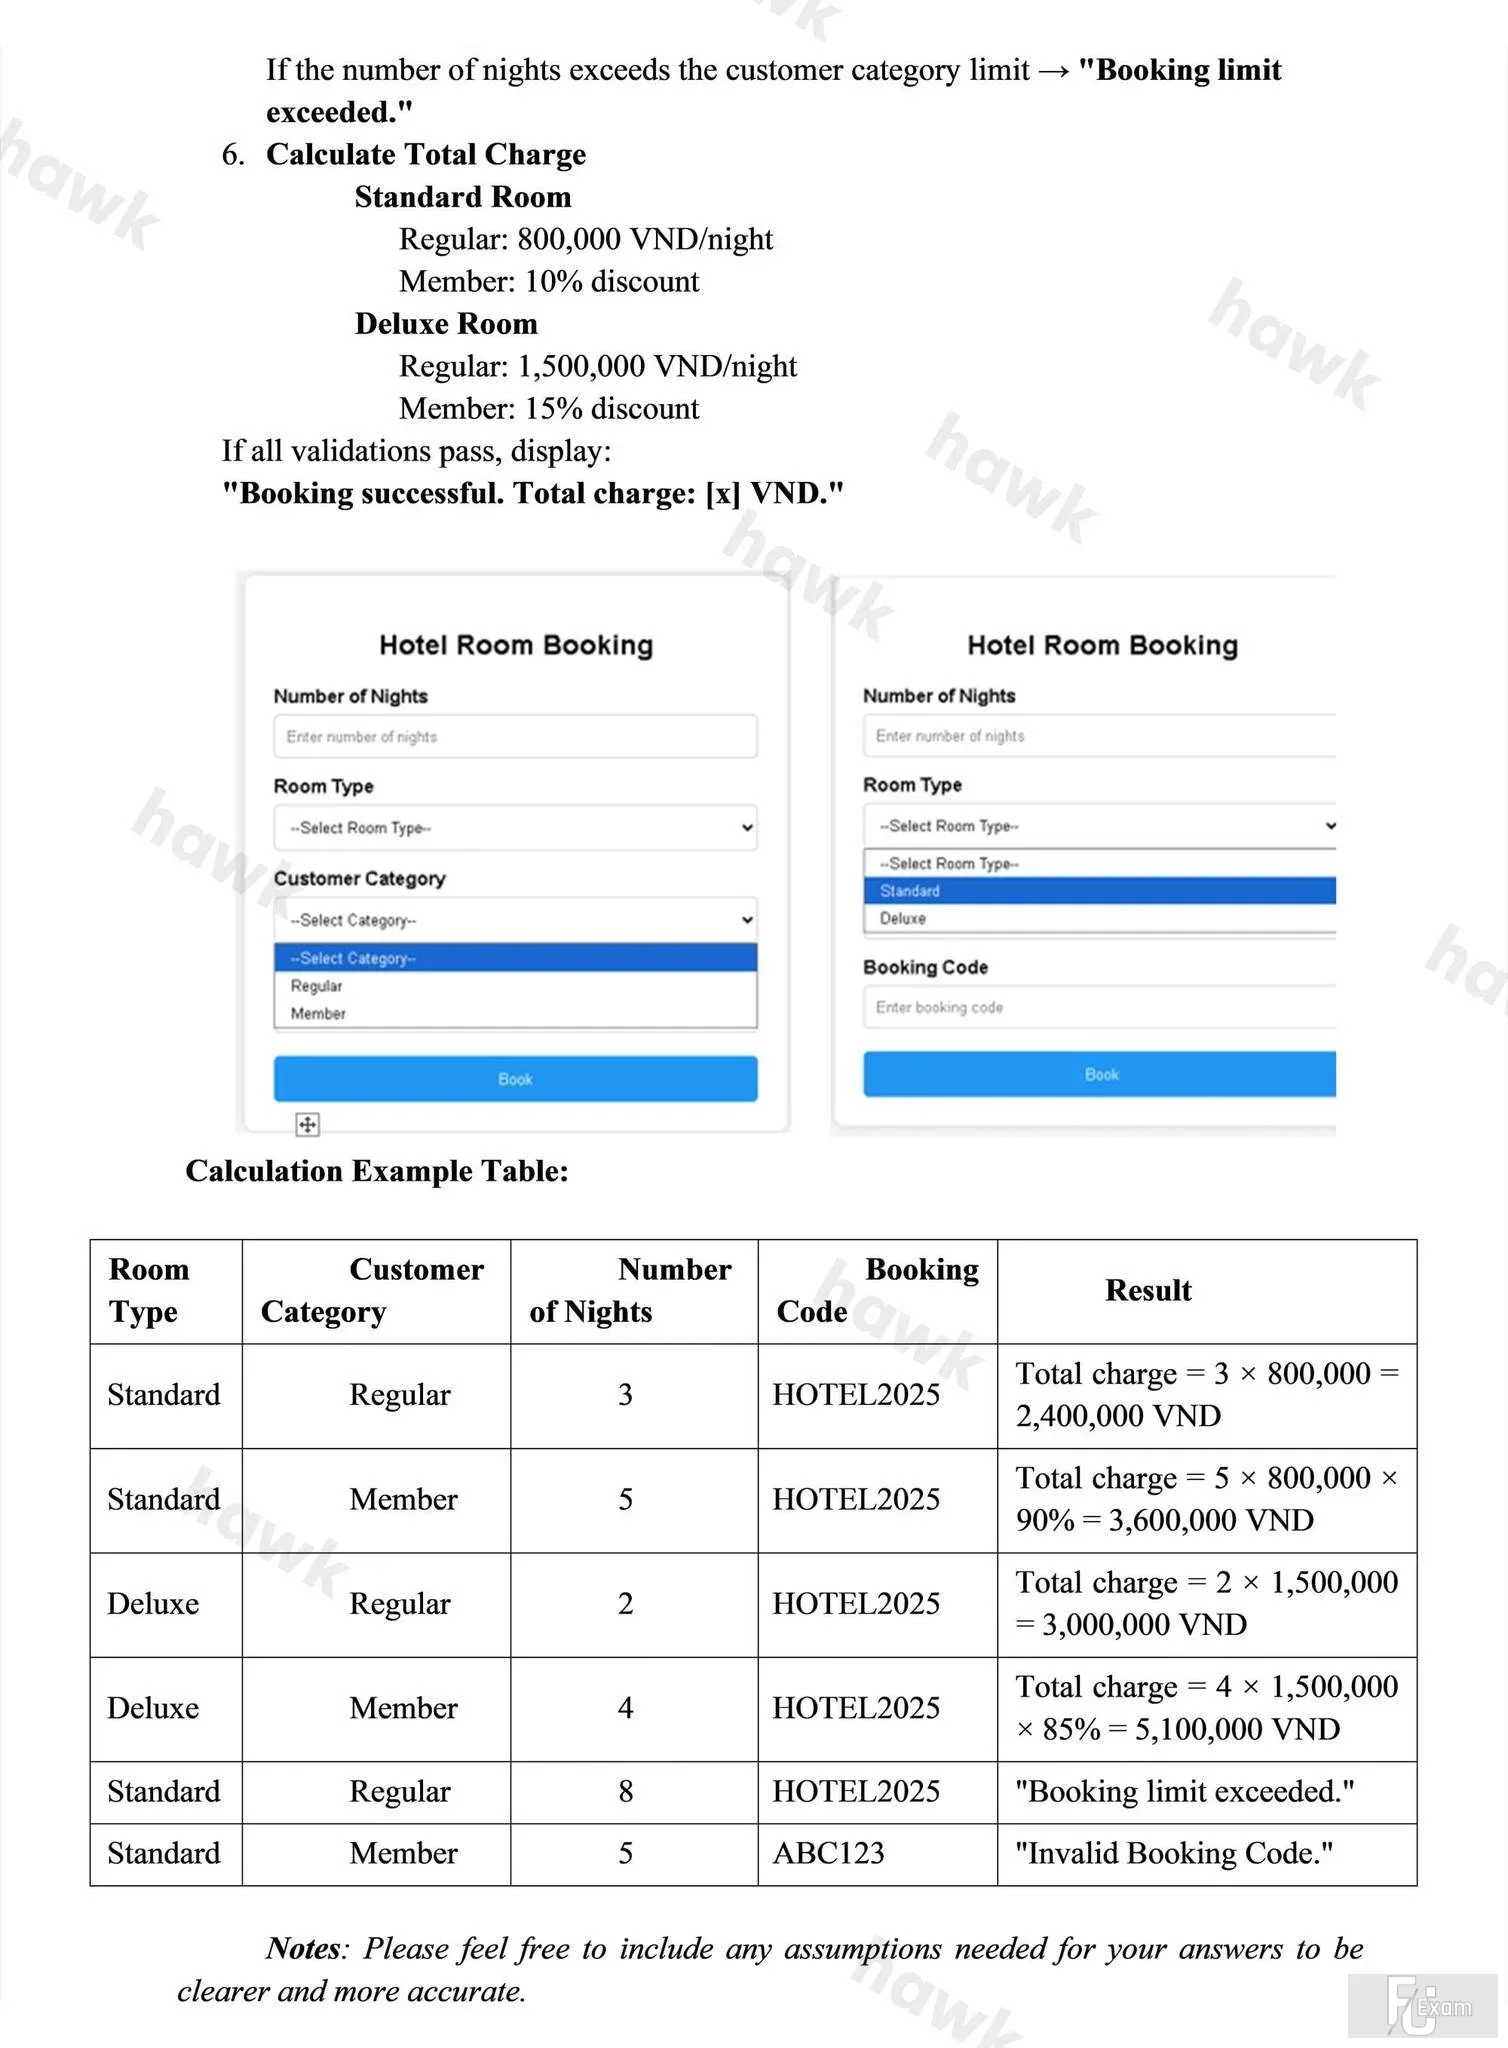 If the number of nights exceeds the customer category limit → "Booking limit
exceeded."
6. Calculate Total Charge
Standard Room
Regular: 800,000 VND/night
Member: 10% discount
Deluxe Room
Regular: 1,500,000 VND/night
Member: 15% discount
If all validations pass, display:
"Booking successful. Total charge: [x] VND."
Hotel Room Booking
Number of Nights
Enter number of nights
Room Type
--Select Room Type--
Customer Category
--Select Category--
--Select Category--
Regular
Member
Book
Hotel Room Booking
Number of Nights
Enter number of nights
Room Type
--Select Room Type--
--Select Room Type--
Standard
Deluxe
Booking Code
Enter booking code
Book
Calculation Example Table:
Room Type Customer Category Number of Nights Booking Code Result
Standard Regular 3 HOTEL2025 Total charge = 3 × 800,000 =
2,400,000 VND
Standard Member 5 HOTEL2025 Total charge = 5 × 800,000 ×
90% = 3,600,000 VND
Deluxe Regular 2 HOTEL2025 Total charge = 2 × 1,500,000
= 3,000,000 VND
Deluxe Member 4 HOTEL2025 Total charge = 4 × 1,500,000
× 85% = 5,100,000 VND
Standard Regular 8 HOTEL2025 "Booking limit exceeded."
Standard Member 5 ABC123 "Invalid Booking Code."
Notes: Please feel free to include any assumptions needed for your answers to be
clearer and more accurate.
hawk
hawk
hawk
hawk
hawk
hawk
hawk
hawk
Exam